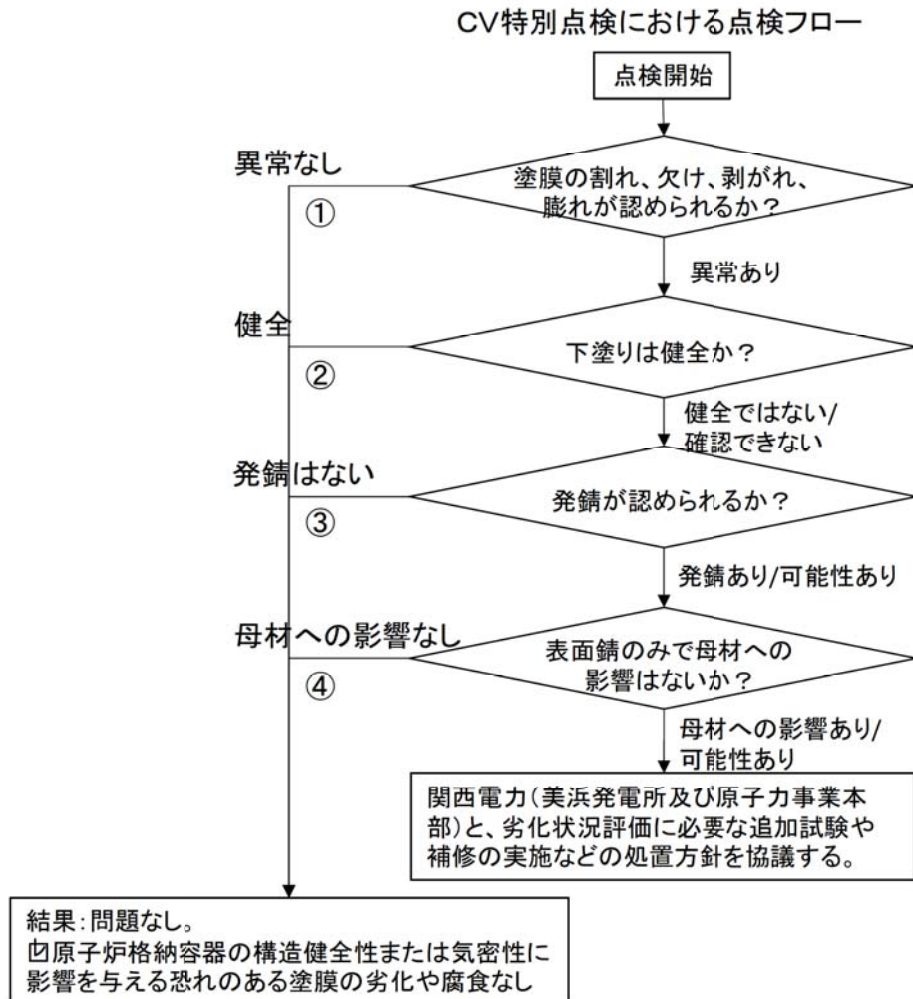 CV特別点検における点検フロー
点検開始
異常なし
塗膜の割れ、欠け、剥がれ、
膨れが認められるか？
①
異常あり
健全
下塗りは健全か？
②
健全ではない/
確認できない
発錆はない
発錆が認められるか？
③
発錆あり/可能性あり
母材への影響なし
表面錆のみで母材への
影響はないか？
④
母材への影響あり/
可能性あり
関西電力（美浜発電所及び原子力事業本
部）と、劣化状況評価に必要な追加試験や
補修の実施などの処置方針を協議する。
結果：問題なし。
原子炉格納容器の構造健全性または気密性に
影響を与える恐れのある塗膜の劣化や腐食なし